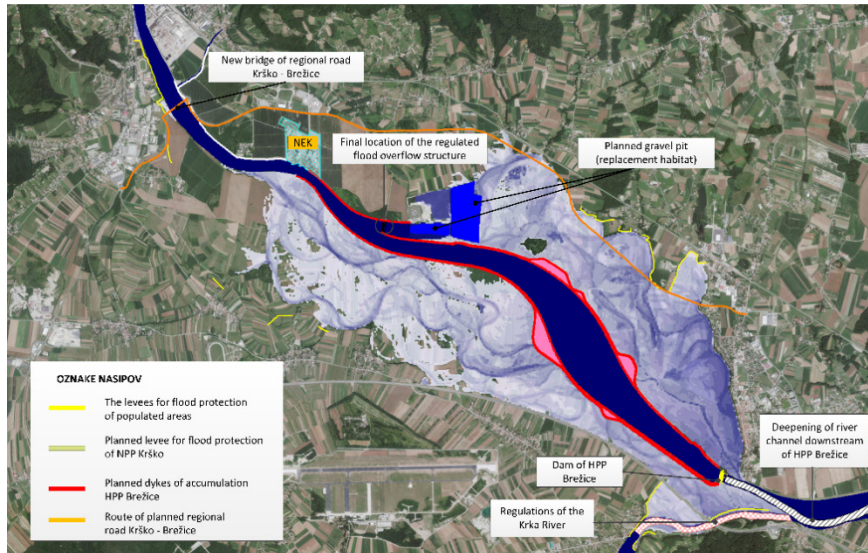 New bridge of regional road
Krško - Brežice
NEK
Final location of the regulated
flood overflow structure
Planned gravel pit
(replacement habitat)
OZNAKE NASIPOV
The levees for flood protection
of populated areas
Planned levee for flood protection
of NPP Krško
Planned dykes of accumulation
HPP Brežice
Route of planned regional
road Krško - Brežice
Deepening of river
channel downstream
of HPP Brežice
Dam of HPP
Brežice
Regulations of the
Krka River